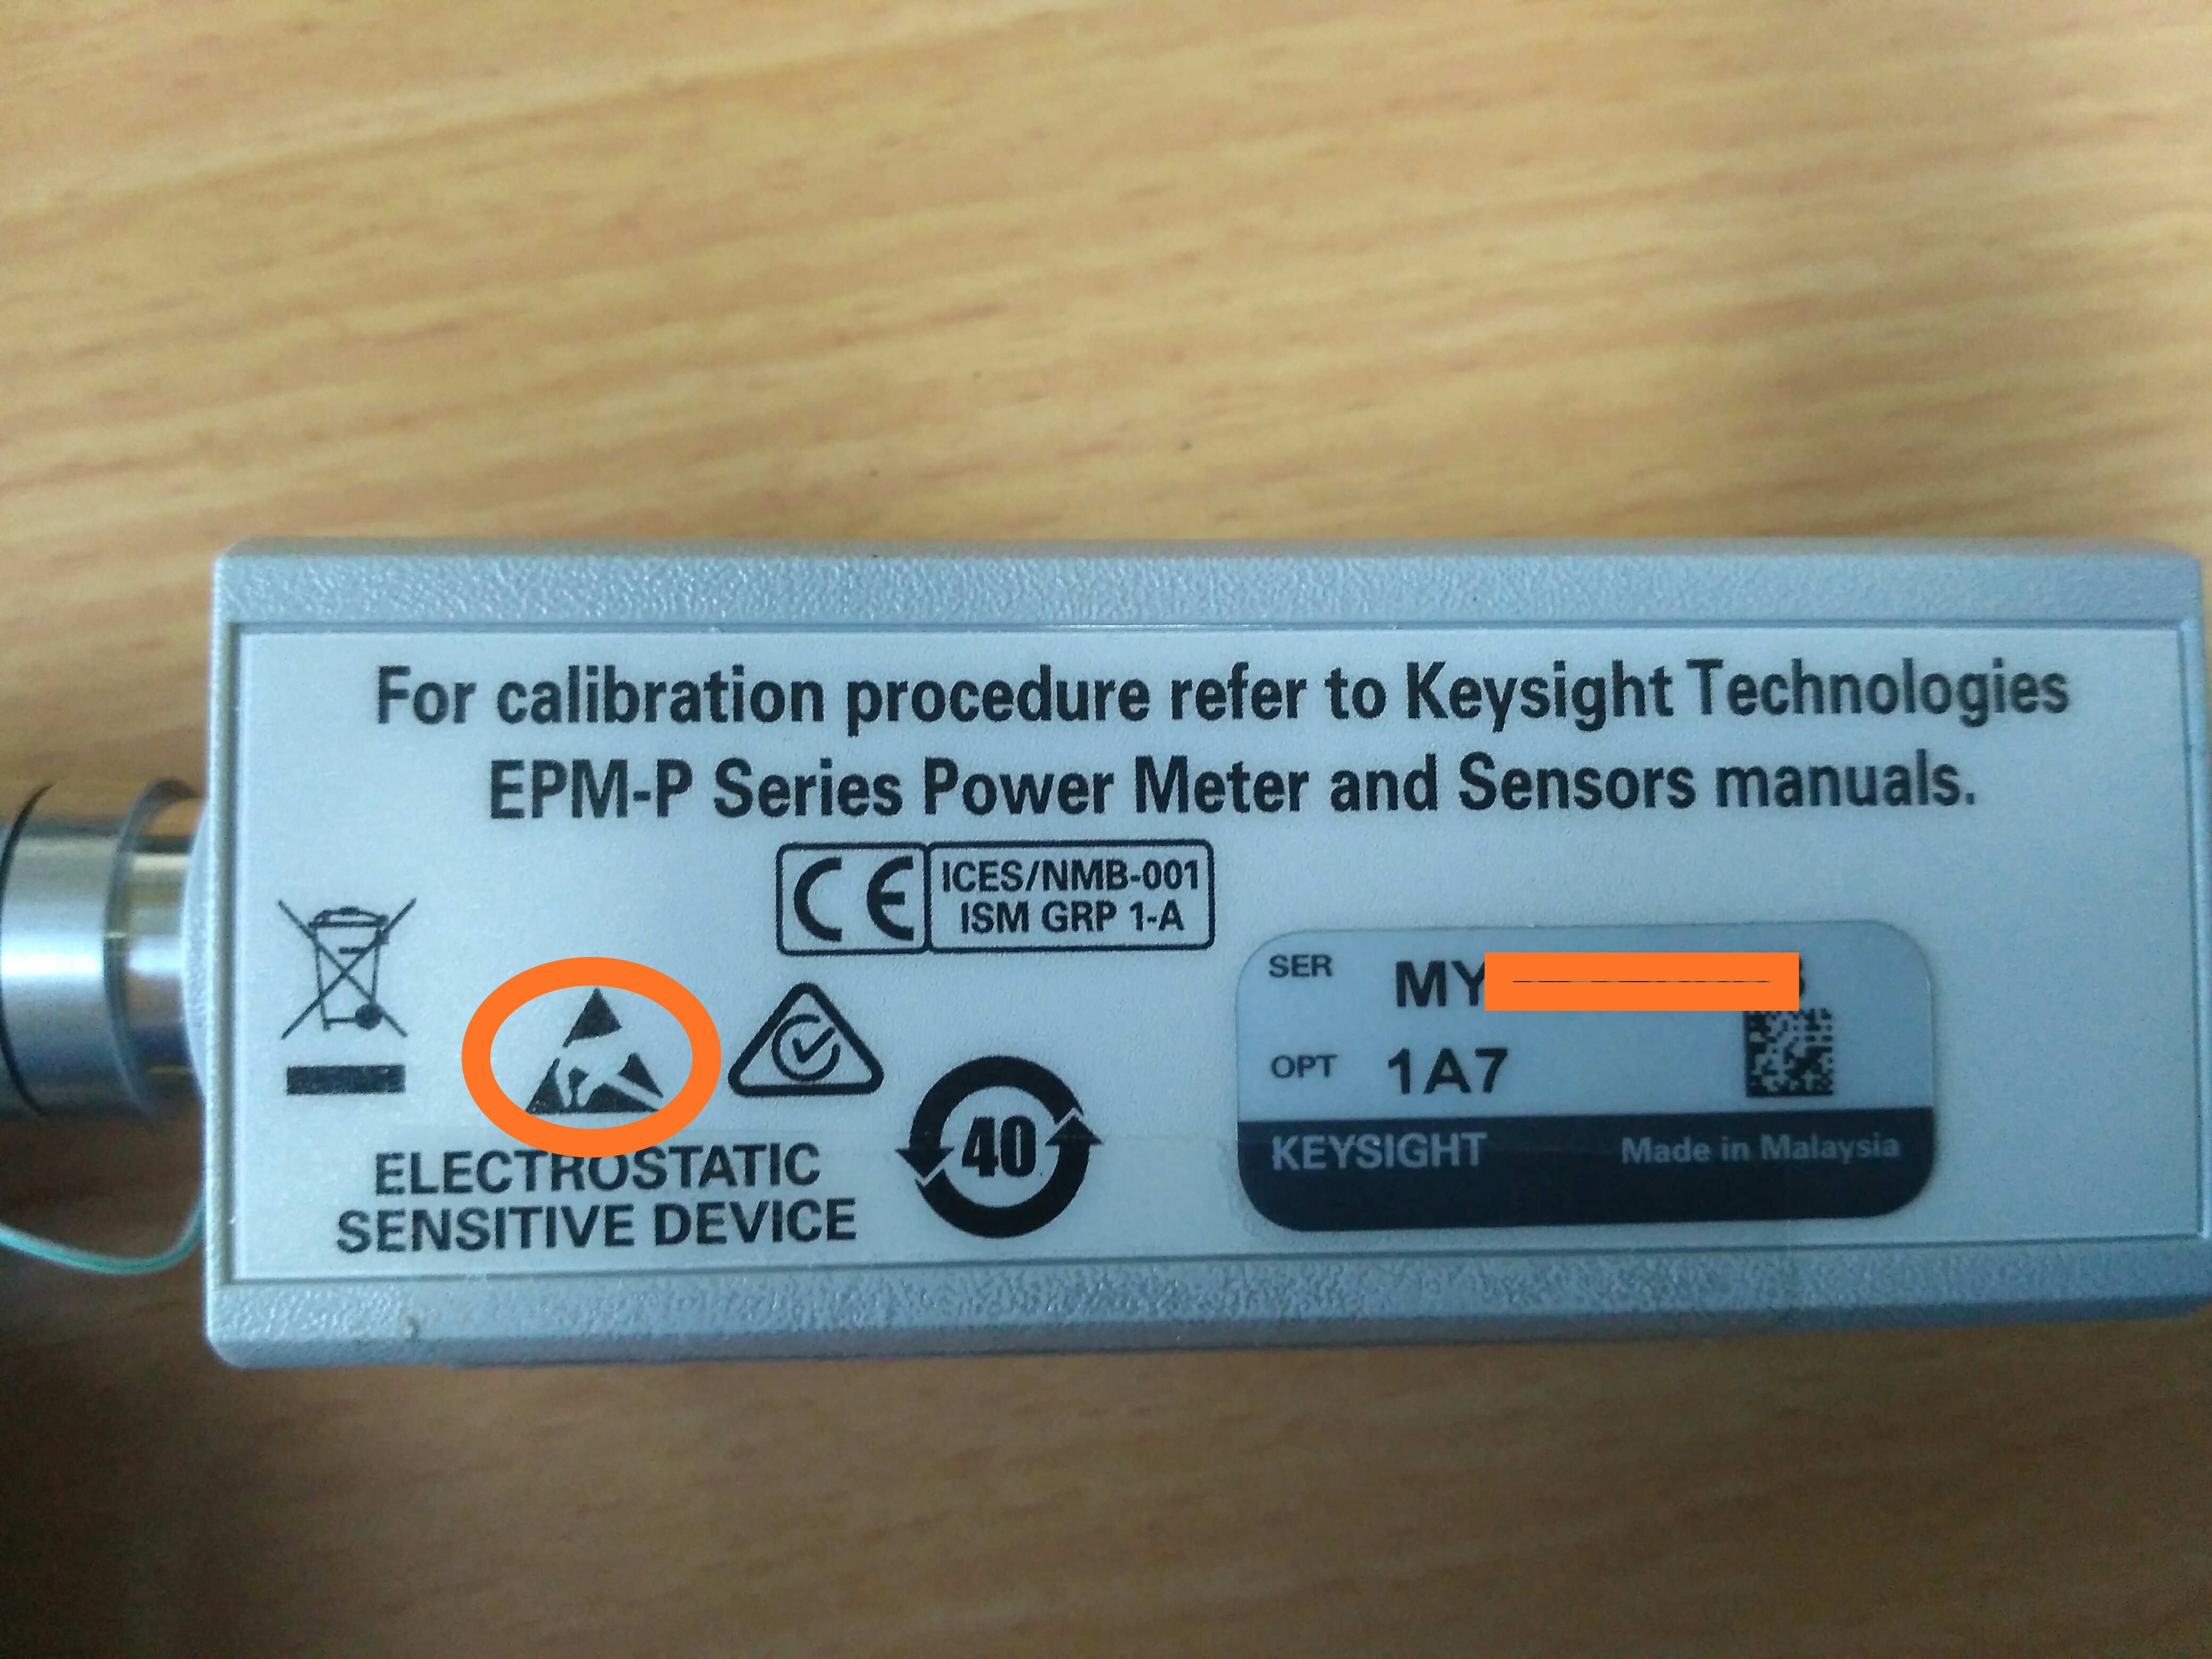 For calibration procedure refer to Keysight Technologies
EPM-P Series Power Meter and Sensors manuals.
CE
ICES/NMB-001
ISM GRP 1-A
SER MY
OPT 1A7
40
ELECTROSTATIC
SENSITIVE DEVICE
KEYSIGHT Made in Malaysia